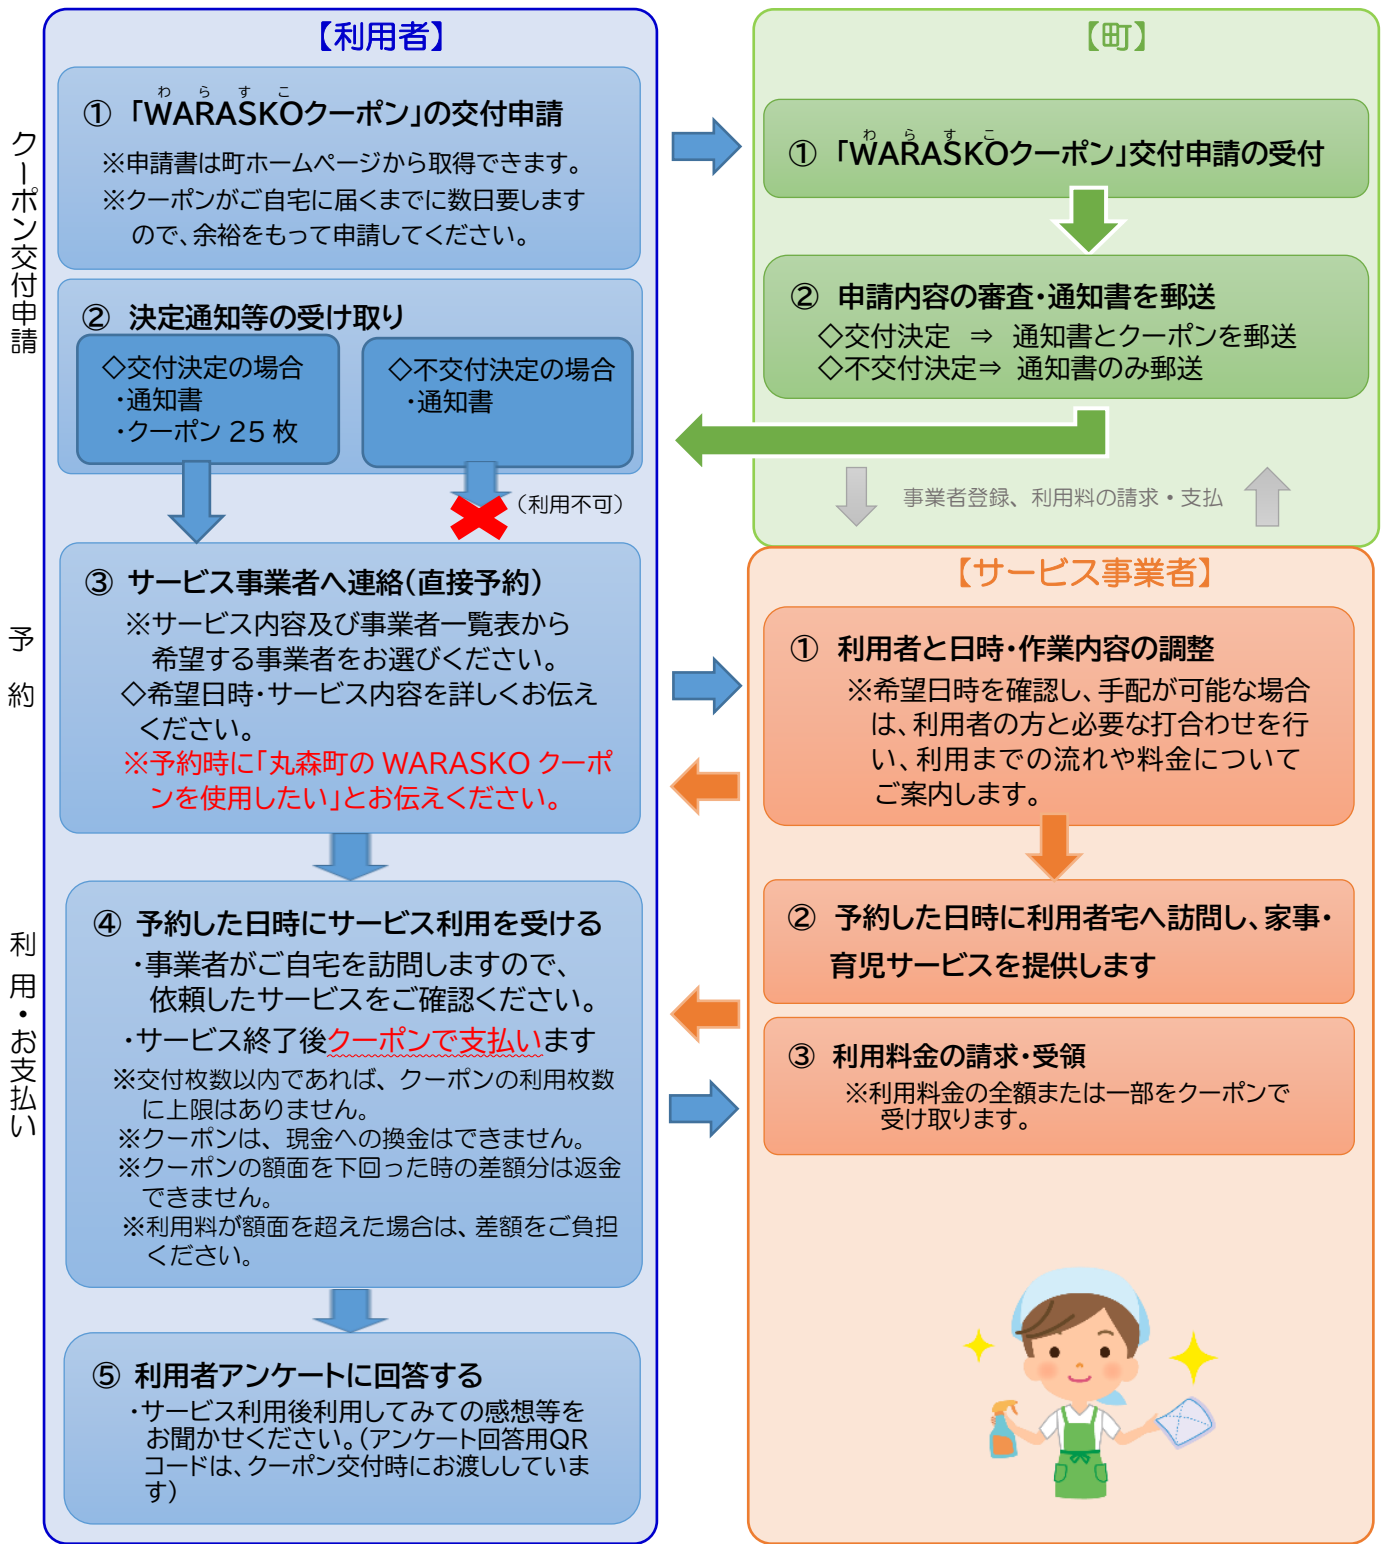 【利用者】
クーポン交付申請
わらすこ
① 「WARASKOクーポン」の交付申請
※申請書は町ホームページから取得できます。
※クーポンがご自宅に届くまでに数日要します
ので、余裕をもって申請してください。
② 決定通知等の受け取り
◇交付決定の場合
・通知書
・クーポン 25 枚
◇不交付決定の場合
・通知書
（利用不可）
【町】
わらすこ
① 「WARASKOクーポン」交付申請の受付
② 申請内容の審査・通知書を郵送
◇交付決定 ⇒ 通知書とクーポンを郵送
◇不交付決定⇒ 通知書のみ郵送
事業者登録、利用料の請求・支払
予約
③ サービス事業者へ連絡（直接予約）
※サービス内容及び事業者一覧表から
希望する事業者をお選びください。
◇希望日時・サービス内容を詳しくお伝え
ください。
※予約時に「丸森町の WARASKO クーポ
ンを使用したい」とお伝えください。
【サービス事業者】
① 利用者と日時・作業内容の調整
※希望日時を確認し、手配が可能な場合
は、利用者の方と必要な打合わせを行
い、利用までの流れや料金について
ご案内します。
利用・お支払い
④ 予約した日時にサービス利用を受ける
・事業者がご自宅を訪問しますので、
依頼したサービスをご確認ください。
・サービス終了後クーポンで支払います
※交付枚数以内であれば、クーポンの利用枚数
に上限はありません。
※クーポンは、現金への換金はできません。
※クーポンの額面を下回った時の差額分は返金
できません。
※利用料が額面を超えた場合は、差額をご負担
ください。
② 予約した日時に利用者宅へ訪問し、家事・
育児サービスを提供します
③ 利用料金の請求・受領
※利用料金の全額または一部をクーポンで
受け取ります。
⑤ 利用者アンケートに回答する
・サービス利用後利用してみての感想等を
お聞かせください。（アンケート回答用QR
コードは、クーポン交付時にお渡ししていま
す）